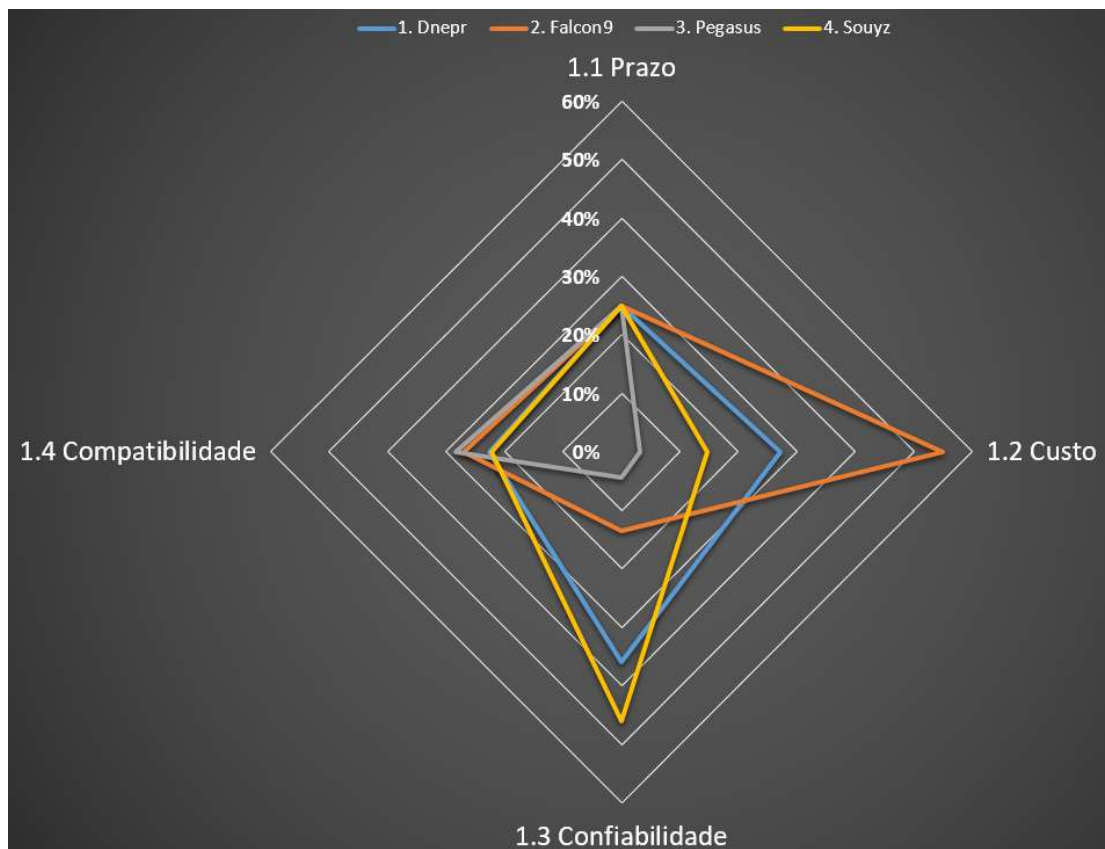 1. Dnepr 2. Falcon9 3. Pegasus 4. Souyz
1.1 Prazo
60%
50%
40%
30%
20%
10%
0%
1.4 Compatibilidade
1.2 Custo
1.3 Confiabilidade